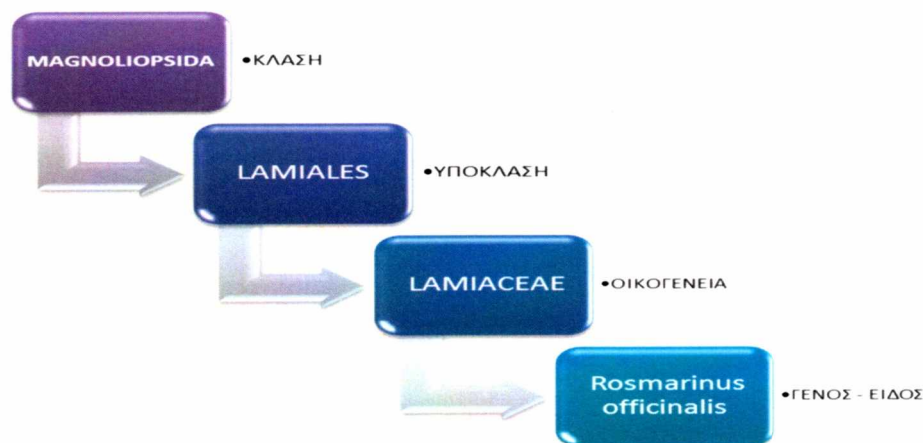 MAGNOLIOPSIDA •ΚΛΑΣΗ
LAMIALES •ΥΠΟΚΛΑΣΗ
LAMIACEAE •ΟΙΚΟΓΕΝΕΙΑ
Rosmarinus
officinalis •ΓΕΝΟΣ - ΕΙΔΟΣ